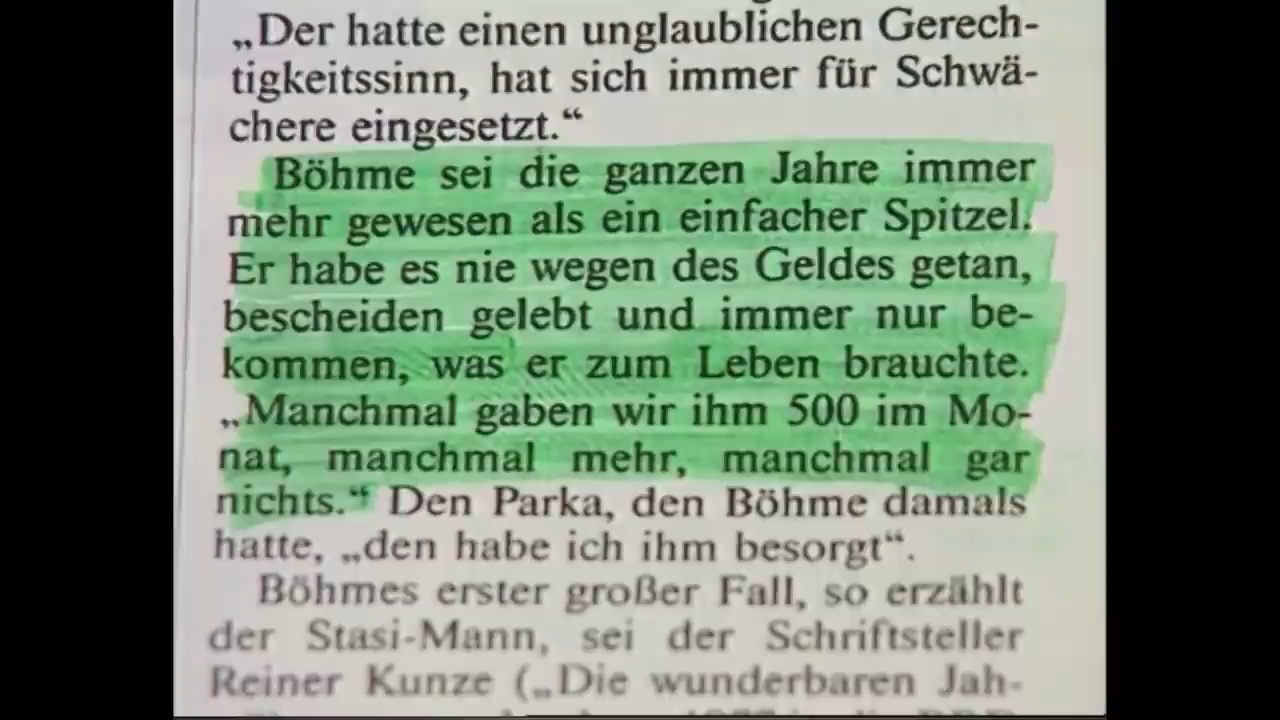 „Der hatte einen unglaublichen Gerech-
tigkeitssinn, hat sich immer für Schwä-
chere eingesetzt.“
Böhme sei die ganzen Jahre immer
mehr gewesen als ein einfacher Spitzel.
Er habe es nie wegen des Geldes getan,
bescheiden gelebt und immer nur be-
kommen, was er zum Leben brauchte.
„Manchmal gaben wir ihm 500 im Mo-
nat, manchmal mehr, manchmal gar
nichts.“ Den Parka, den Böhme damals
hatte, „den habe ich ihm besorgt“.
Böhmes erster großer Fall, so erzählt
der Stasi-Mann, sei der Schriftsteller
Reiner Kunze („Die wunderbaren Jah-